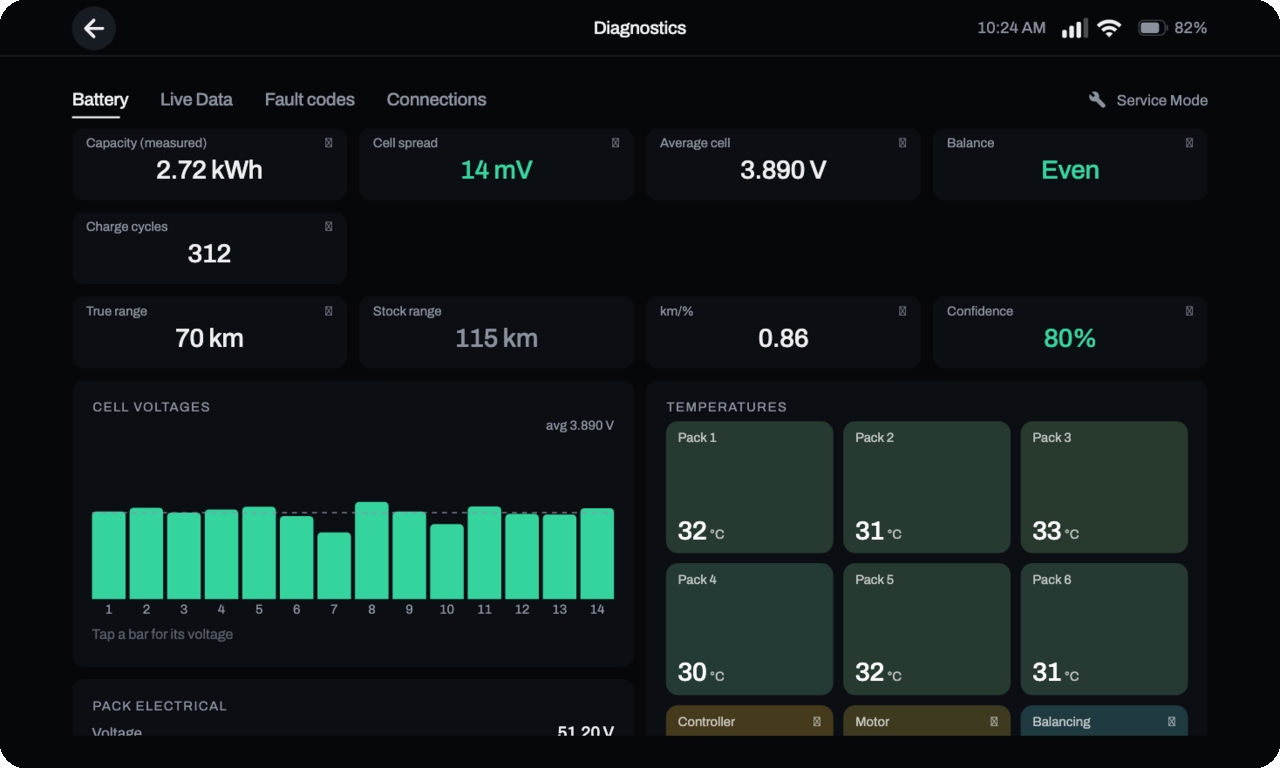 Diagnostics
10:24 AM
82%
Battery
Live Data
Fault codes
Connections
Service Mode
Capacity (measured)
2.72 kWh
Cell spread
14 mV
Average cell
3.890 V
Balance
Even
Charge cycles
312
True range
70 km
Stock range
115 km
km/%
0.86
Confidence
80%
CELL VOLTAGES
avg 3.890 V
1 2 3 4 5 6 7 8 9 10 11 12 13 14
Tap a bar for its voltage
PACK ELECTRICAL
Voltage
51.20 V
TEMPERATURES
Pack 1
32 °C
Pack 2
31 °C
Pack 3
33 °C
Pack 4
30 °C
Pack 5
32 °C
Pack 6
31 °C
Controller
Motor
Balancing